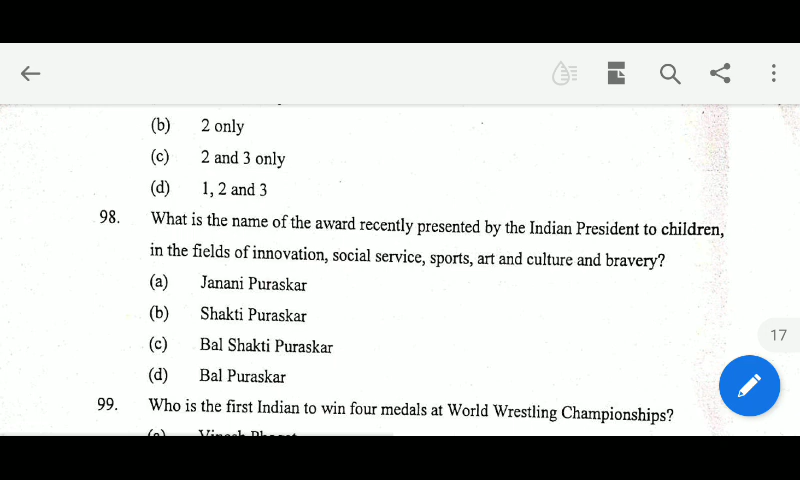 (b) 2 only
(c) 2 and 3 only
(d) 1, 2 and 3
98. What is the name of the award recently presented by the Indian President to children,
in the fields of innovation, social service, sports, art and culture and bravery?
(a) Janani Puraskar
(b) Shakti Puraskar
(c) Bal Shakti Puraskar
17
(d) Bal Puraskar
99. Who is the first Indian to win four medals at World Wrestling Championships?
(a) Vinesh Phogat